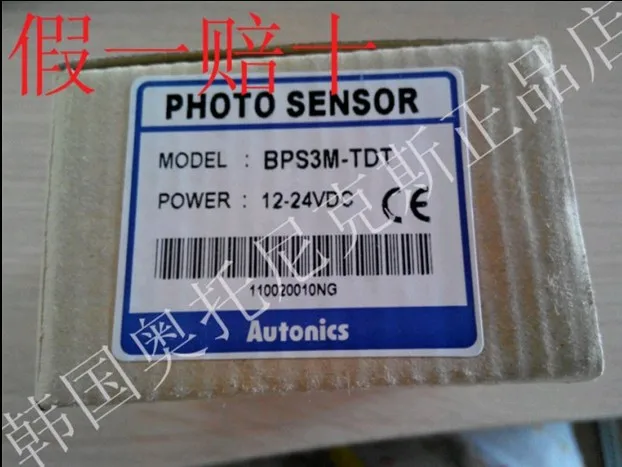 假一赔十
PHOTO SENSOR
MODEL : BPS3M-TDT
POWER : 12-24VDC CE
110020010NG
Autonics
韩国奥托尼克斯正品店